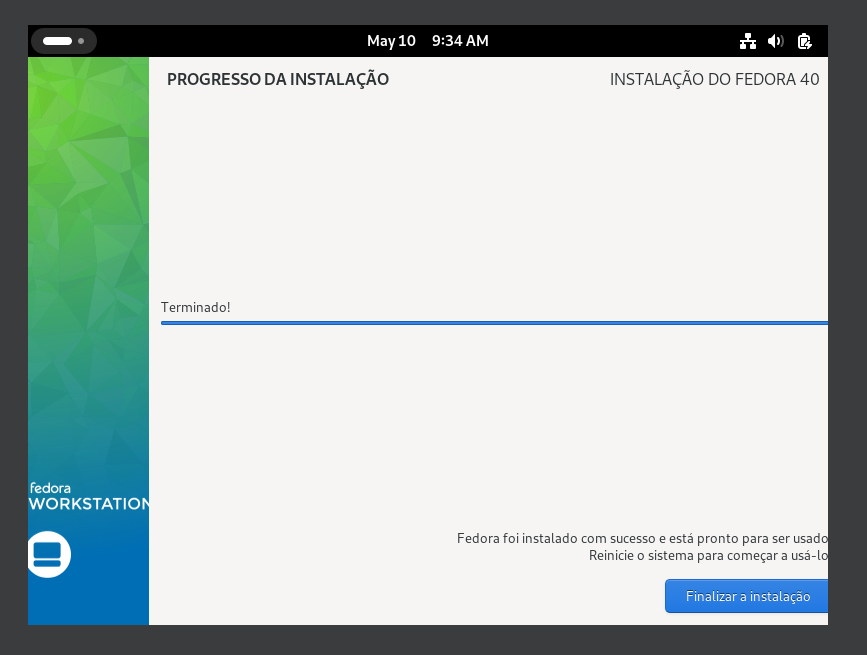 May 10 9:34 AM
PROGRESSO DA INSTALAÇÃO
INSTALAÇÃO DO FEDORA 40
Terminado!
fedora
WORKSTATION
Fedora foi instalado com sucesso e está pronto para ser usado
Reinicie o sistema para começar a usá-lo
Finalizar a instalação